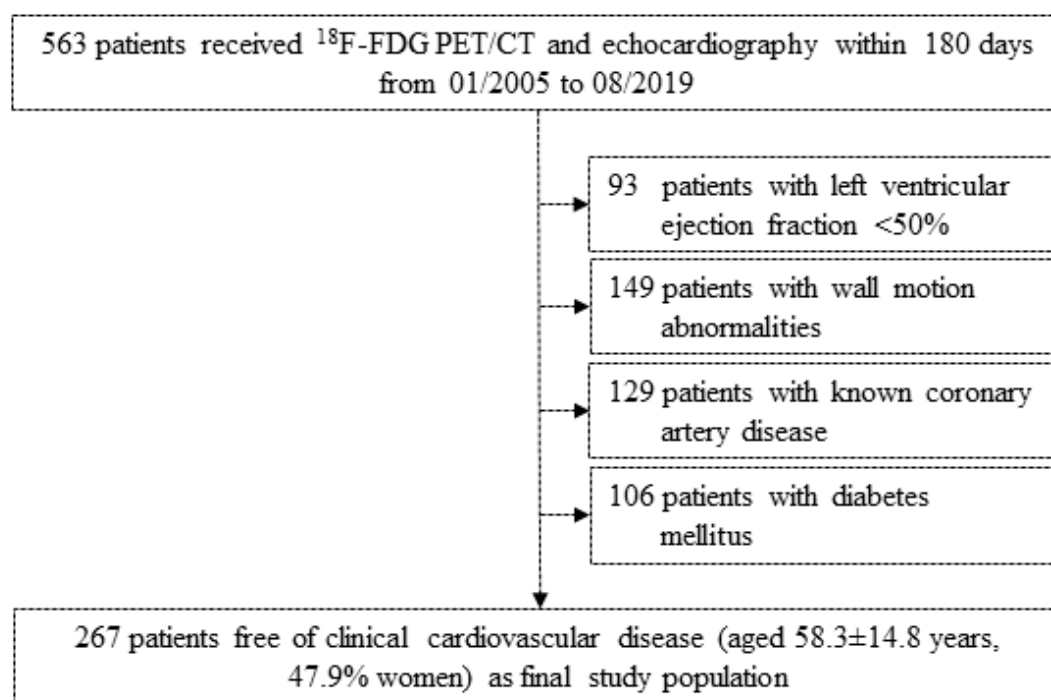 563 patients received ¹⁸F-FDG PET/CT and echocardiography within 180 days
from 01/2005 to 08/2019
93 patients with left ventricular
ejection fraction <50%
149 patients with wall motion
abnormalities
129 patients with known coronary
artery disease
106 patients with diabetes
mellitus
267 patients free of clinical cardiovascular disease (aged 58.3±14.8 years,
47.9% women) as final study population